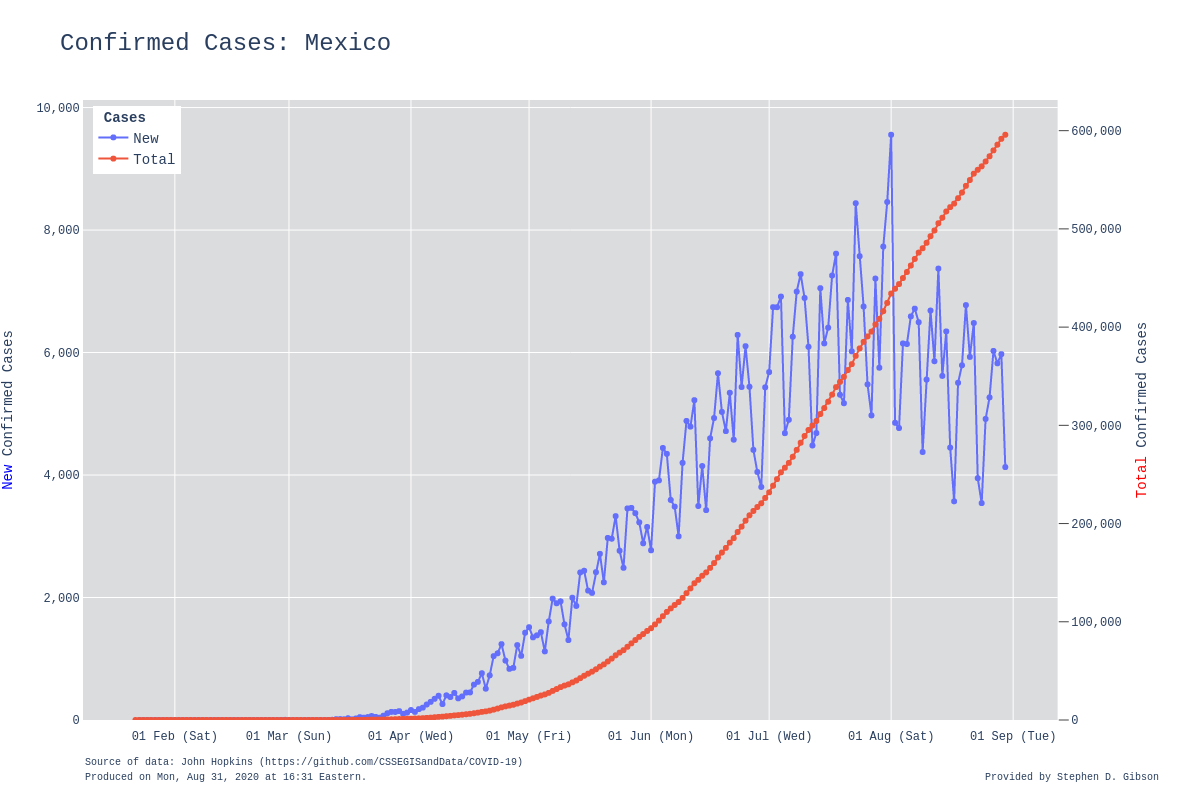 Confirmed Cases: Mexico
Cases
New
Total
10,000
8,000
6,000
4,000
2,000
0
New Confirmed Cases
600,000
500,000
400,000
300,000
200,000
100,000
0
Total Confirmed Cases
01 Feb (Sat) 01 Mar (Sun) 01 Apr (Wed) 01 May (Fri) 01 Jun (Mon) 01 Jul (Wed) 01 Aug (Sat) 01 Sep (Tue)
Source of data: John Hopkins (https://github.com/CSSEGISandData/COVID-19)
Produced on Mon, Aug 31, 2020 at 16:31 Eastern.
Provided by Stephen D. Gibson